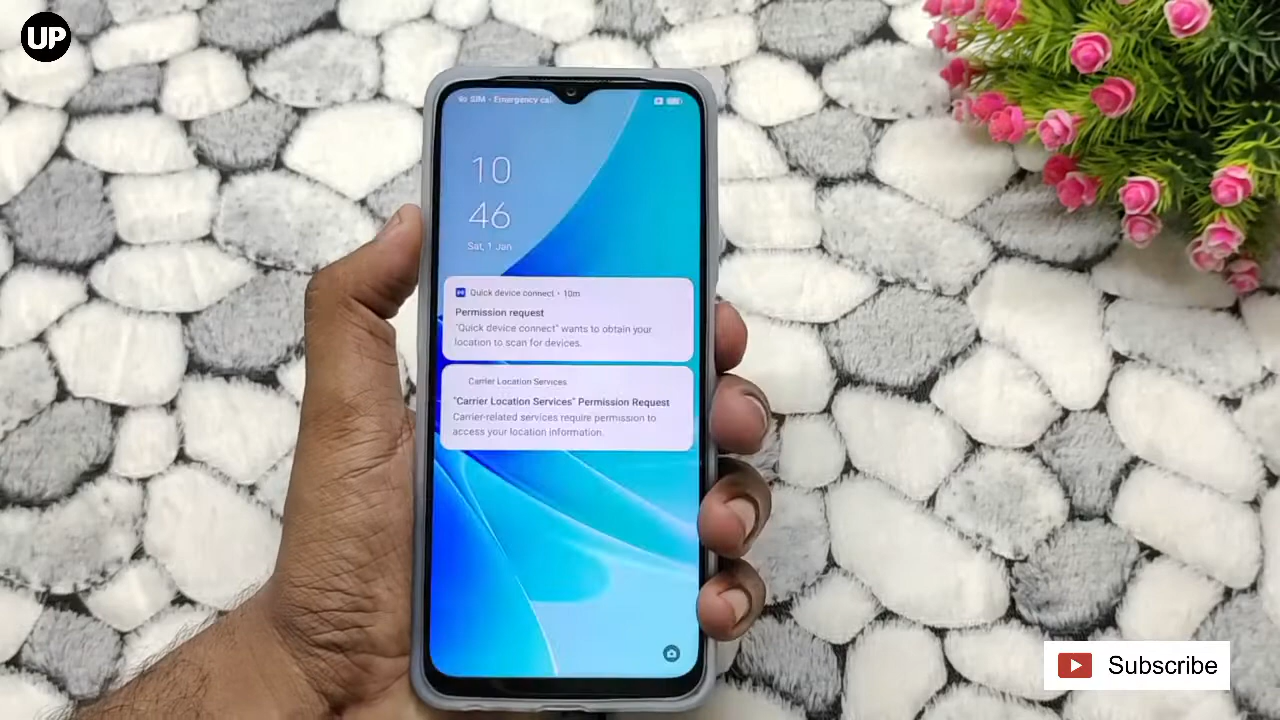 UP
SIM - Emergency cal
10
46
Sat, 1 Jan
Quick device connect • 10m
Permission request
"Quick device connect" wants to obtain your
location to scan for devices.
Carrier Location Services
"Carrier Location Services" Permission Request
Carrier-related services require permission to
access your location information.
Subscribe